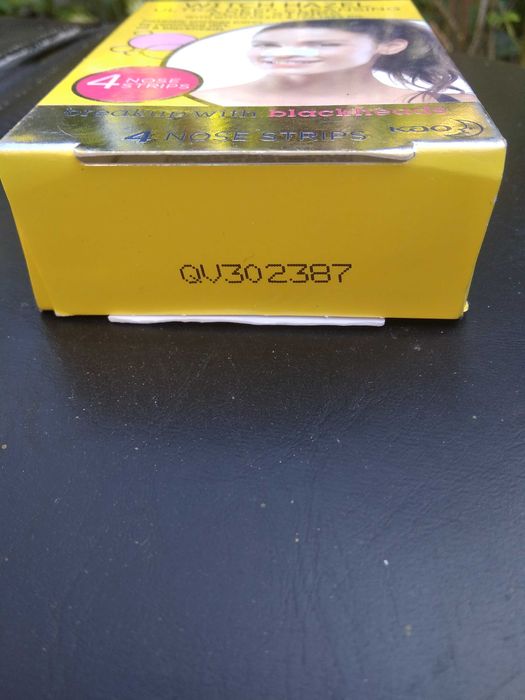 WITCH HAZEL
4 NOSE
STRIPS
breakup with blackheads
4 NOSE STRIPS
Kao
QV302387